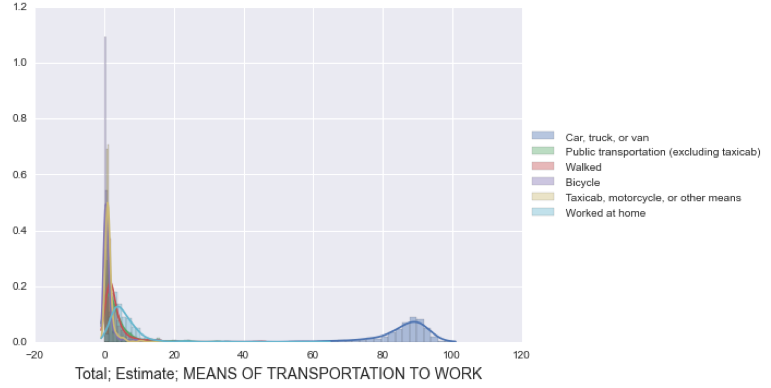 1.2
1.0
0.8
0.6
0.4
0.2
0.0
−20 0 20 40 60 80 100 120
Total; Estimate; MEANS OF TRANSPORTATION TO WORK
Car, truck, or van
Public transportation (excluding taxicab)
Walked
Bicycle
Taxicab, motorcycle, or other means
Worked at home